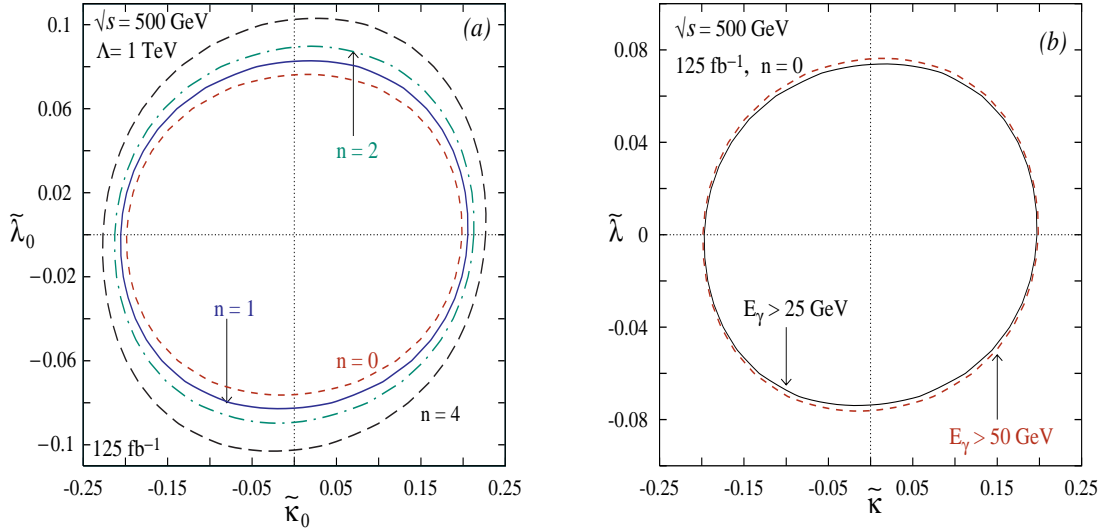 √s = 500 GeV
(a)
Λ= 1 TeV
n = 2
n = 1
n = 0
n = 4
125 fb⁻¹
0.1
0.06
0.02
−0.02
−0.06
−0.1
λ̃₀
-0.25
-0.15
-0.05
0.05
0.15
0.25
κ̃₀
√s = 500 GeV
(b)
125 fb⁻¹, n = 0
Eγ > 25 GeV
Eγ > 50 GeV
0.08
0.04
0
-0.04
-0.08
λ̃
-0.25
-0.15
-0.05
0.05
0.15
0.25
κ̃